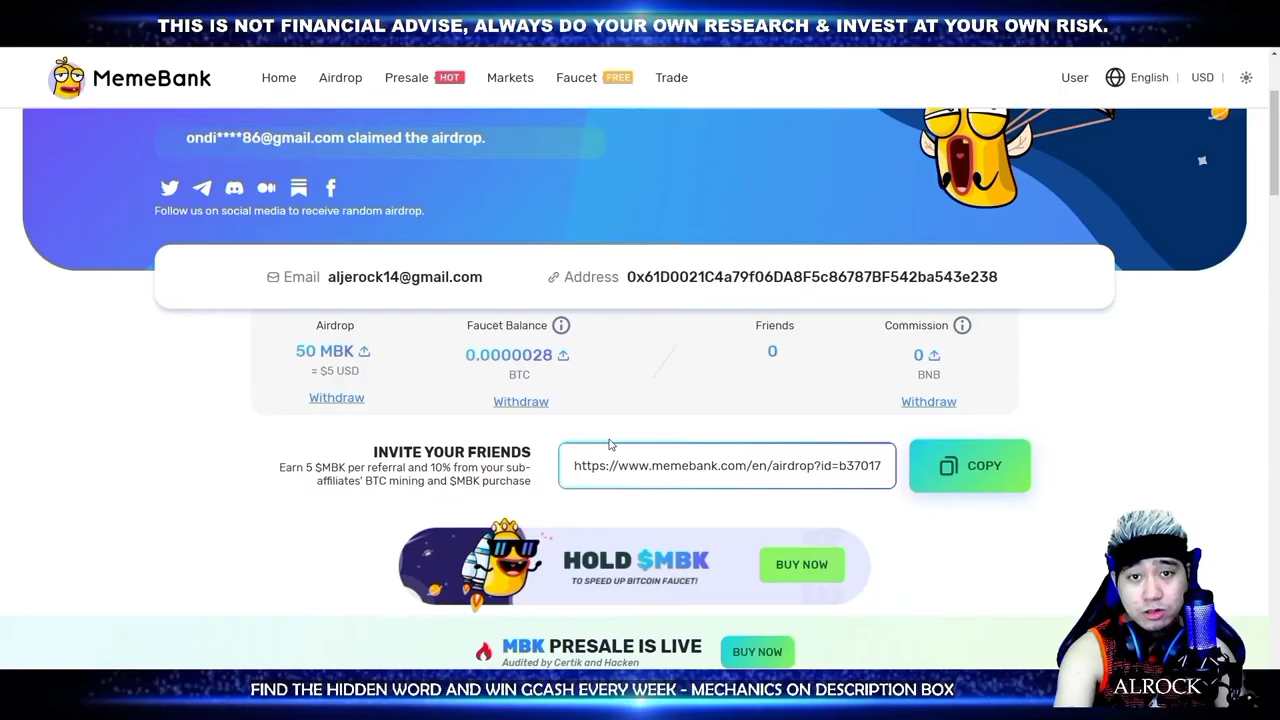 THIS IS NOT FINANCIAL ADVISE, ALWAYS DO YOUR OWN RESEARCH & INVEST AT YOUR OWN RISK.
MemeBank
Home Airdrop Presale HOT Markets Faucet FREE Trade User English USD
ondi****86@gmail.com claimed the airdrop.
Follow us on social media to receive random airdrop.
Email aljerock14@gmail.com Address 0x61D0021C4a79f06DA8F5c86787BF542ba543e238
Airdrop Faucet Balance Friends Commission
50 MBK 0.0000028 0 0
= $5 USD BTC BNB
Withdraw Withdraw Withdraw
INVITE YOUR FRIENDS
Earn 5 $MBK per referral and 10% from your sub-
affiliates' BTC mining and $MBK purchase
https://www.memebank.com/en/airdrop?id=b37017
COPY
HOLD $MBK
TO SPEED UP BITCOIN FAUCET!
BUY NOW
MBK PRESALE IS LIVE
Audited by Certik and Hacken
BUY NOW
ALROCK
FIND THE HIDDEN WORD AND WIN GCASH EVERY WEEK - MECHANICS ON DESCRIPTION BOX